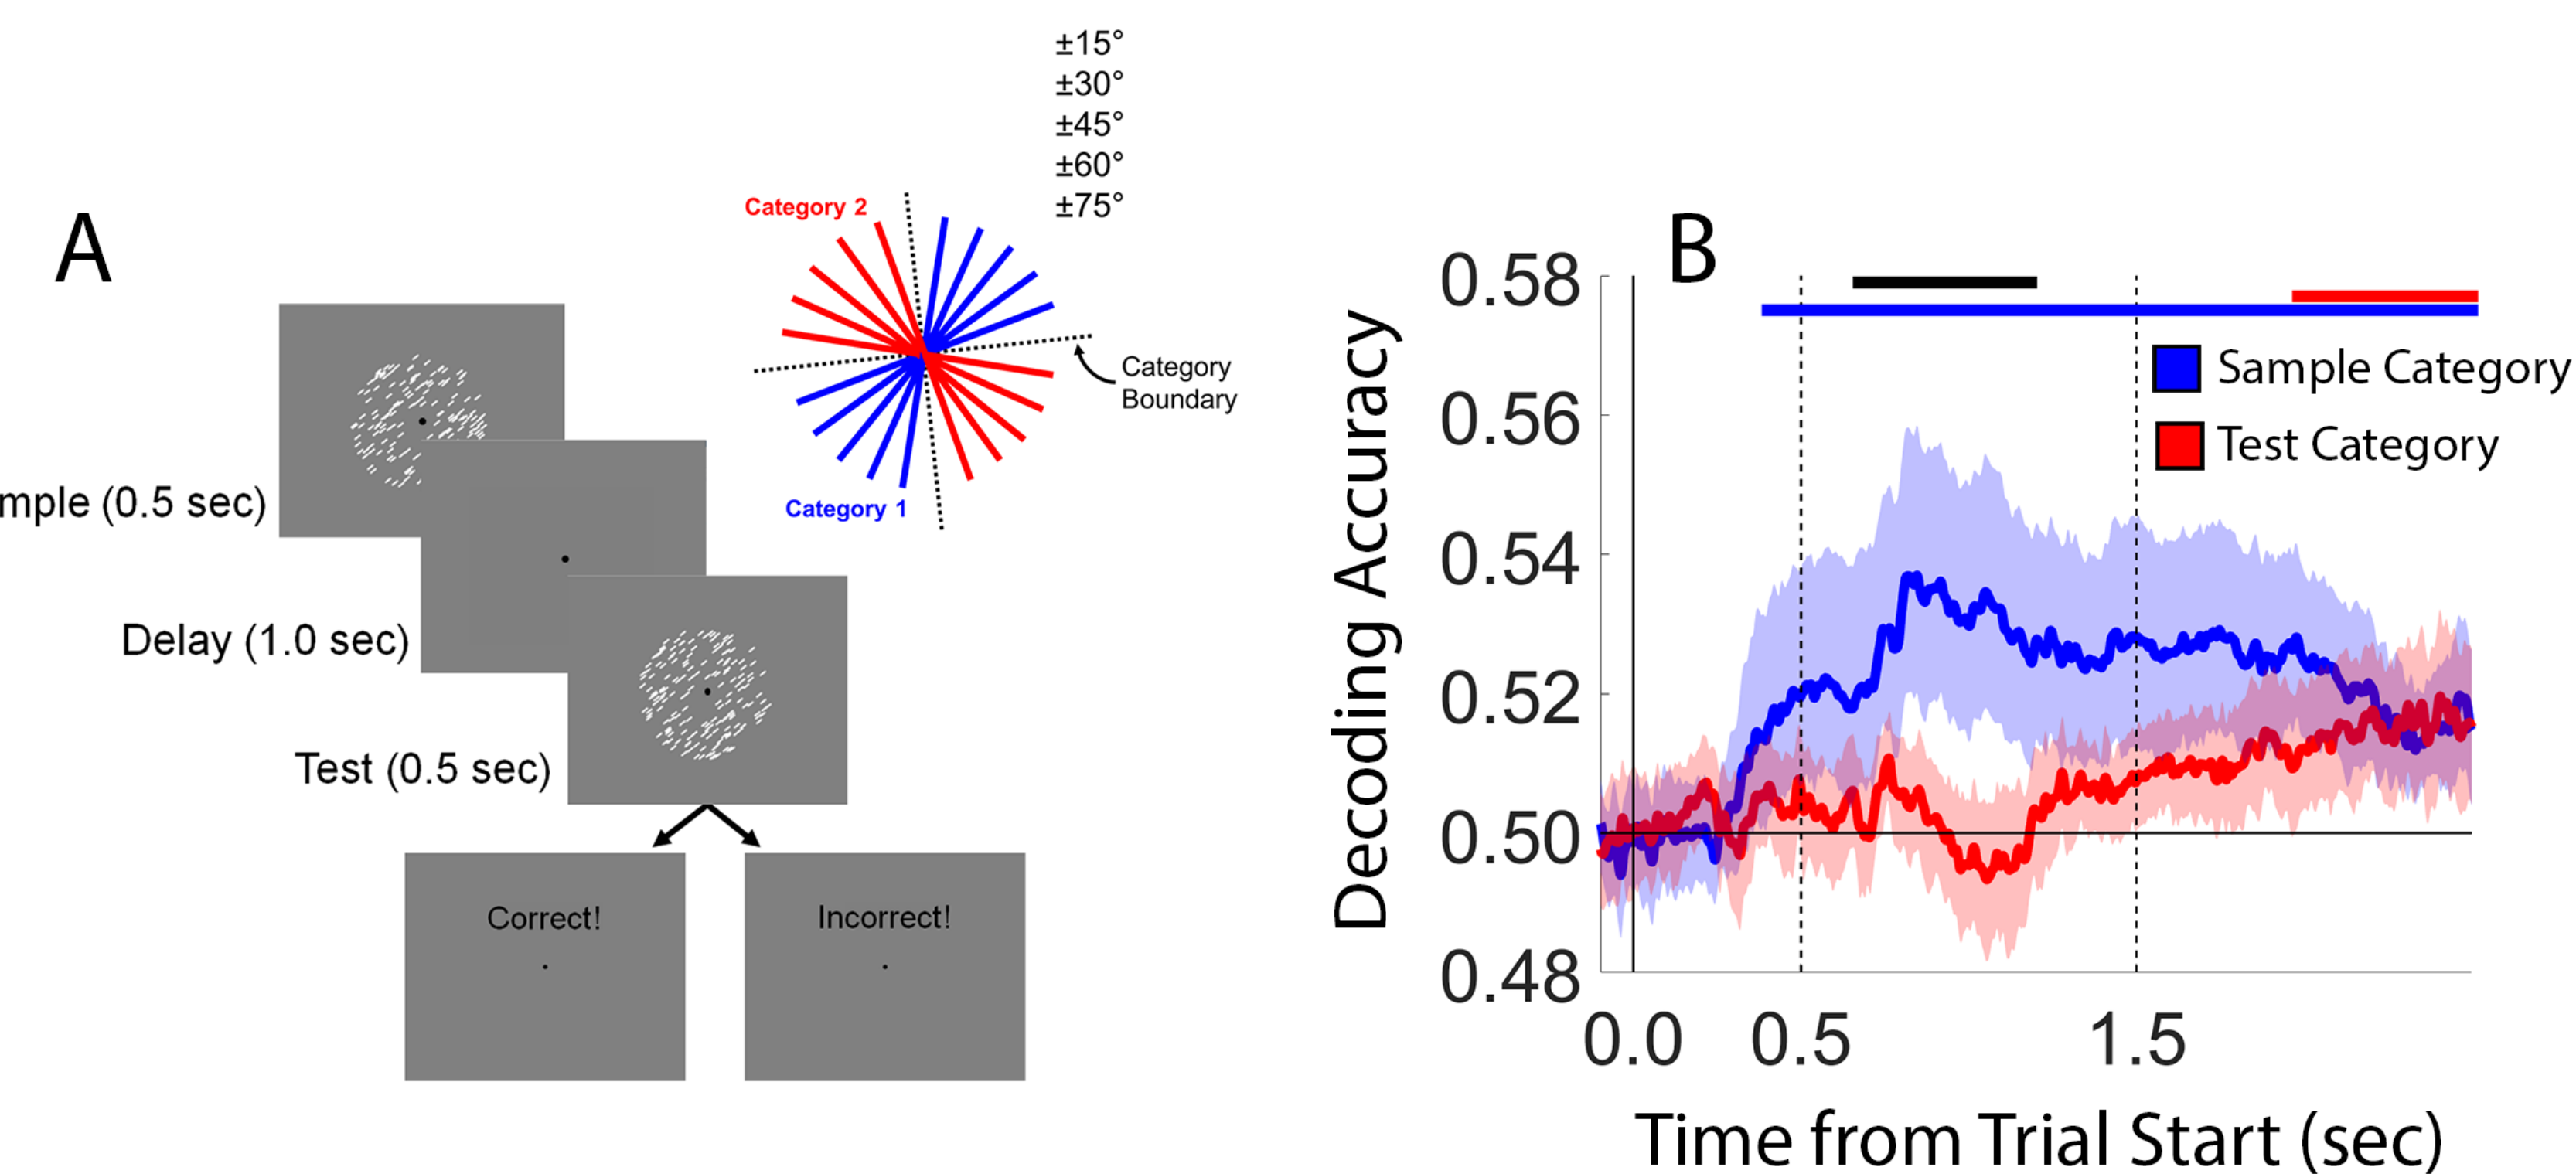 A
±15°
±30°
±45°
±60°
±75°
Category 2
Category
Boundary
Category 1
mple (0.5 sec)
Delay (1.0 sec)
Test (0.5 sec)
Correct!
Incorrect!
B
Decoding Accuracy
0.58
0.56
0.54
0.52
0.50
0.48
Sample Category
Test Category
0.0 0.5 1.5
Time from Trial Start (sec)